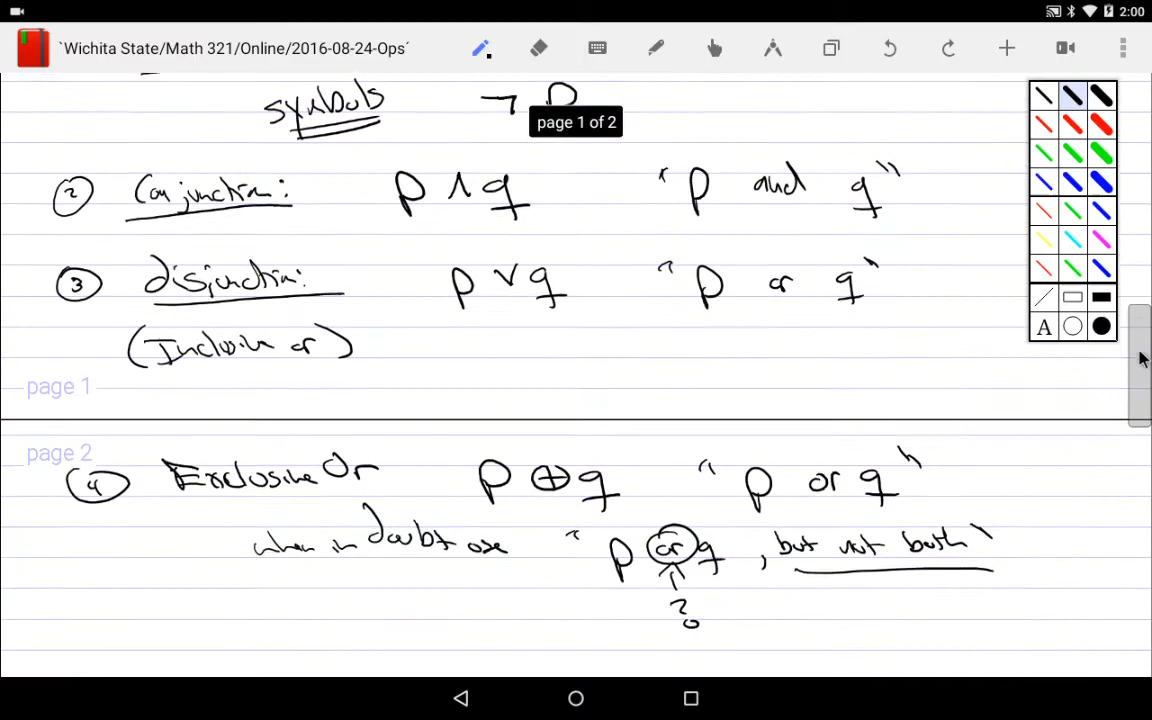 2:00
`Wichita State/Math 321/Online/2016-08-24-Ops´
symbols ¬ p
page 1 of 2
② Conjunction: p ∧ q " p and q "
③ disjunction: p ∨ q " p or q "
(Inclusive or)
A
page 1
page 2
④ Exclusive Or p ⊕ q " p or q "
when in doubt use " p or q , but not both "
?